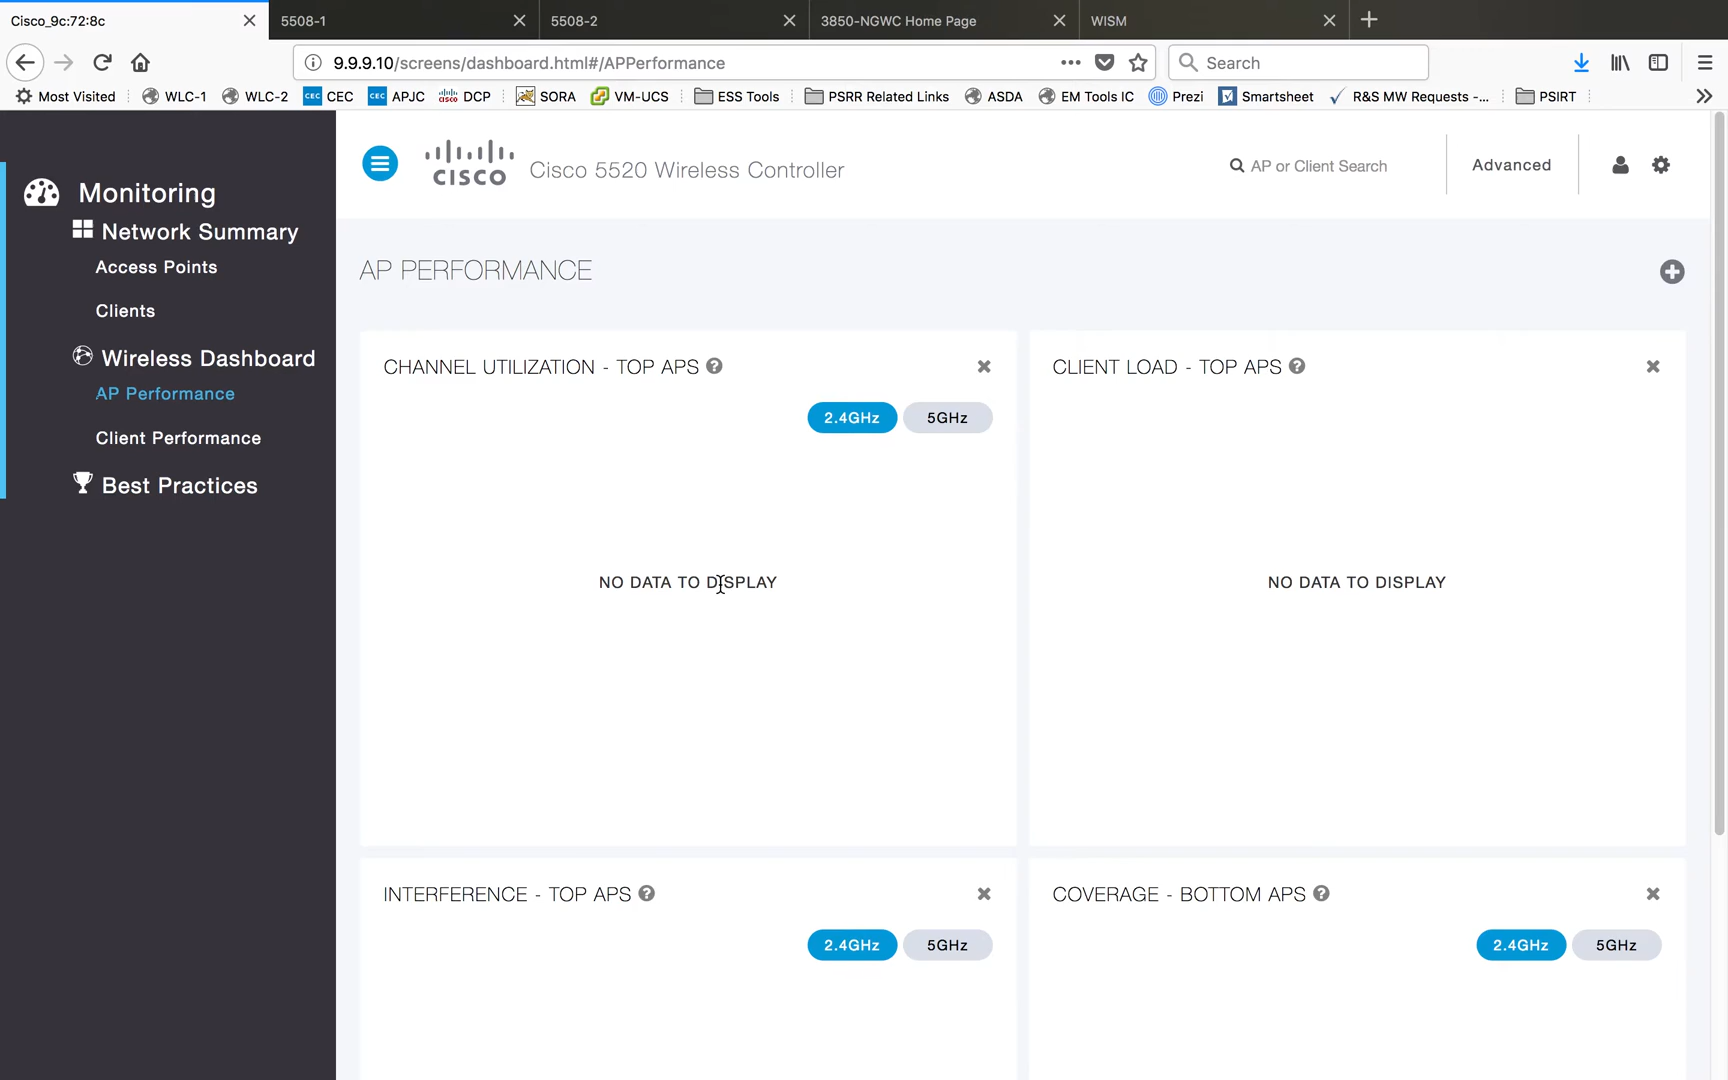 Cisco_9c:72:8c
5508-1
5508-2
3850-NGWC Home Page
WISM
9.9.9.10/screens/dashboard.html#/APPerformance
Search
Most Visited
WLC-1
WLC-2
CEC CEC
CEC APJC
CISCO DCP
SORA
VM-UCS
ESS Tools
PSRR Related Links
ASDA
EM Tools IC
Prezi
Smartsheet
R&S MW Requests -...
PSIRT
Monitoring
Network Summary
Access Points
Clients
Wireless Dashboard
AP Performance
Client Performance
Best Practices
CISCO
Cisco 5520 Wireless Controller
AP or Client Search
Advanced
AP PERFORMANCE
CHANNEL UTILIZATION - TOP APS ?
2.4GHz 5GHz
NO DATA TO DISPLAY
CLIENT LOAD - TOP APS ?
NO DATA TO DISPLAY
INTERFERENCE - TOP APS ?
2.4GHz 5GHz
COVERAGE - BOTTOM APS ?
2.4GHz 5GHz